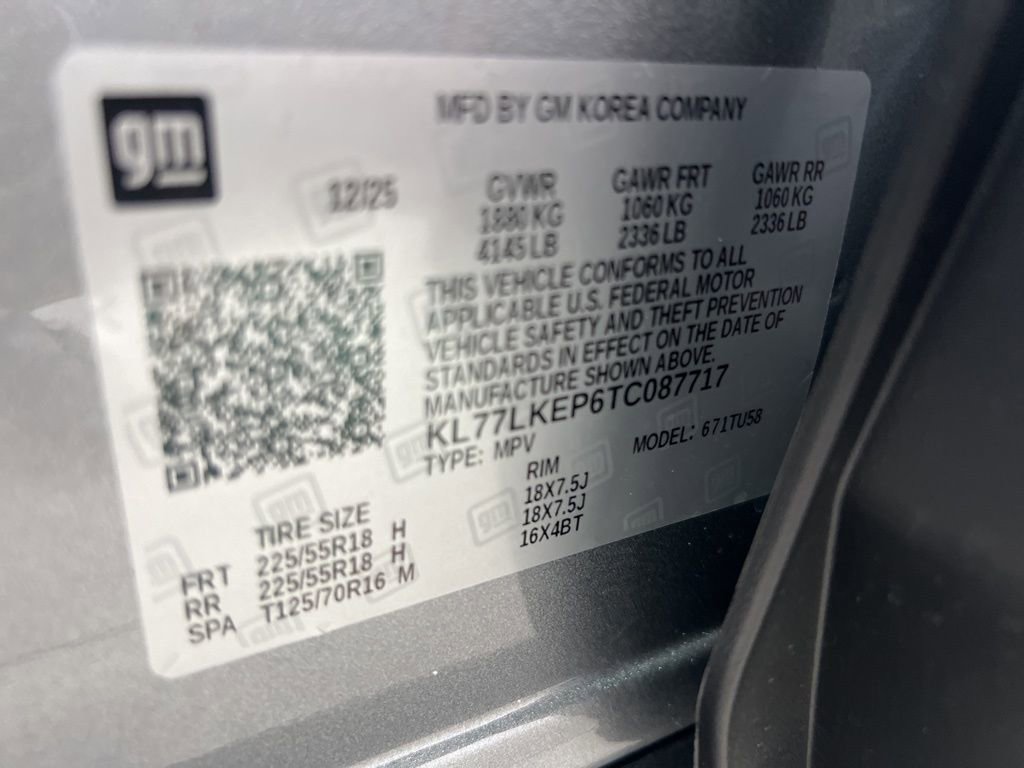 gm
MFD BY GM KOREA COMPANY
12/25
GVWR GAWR FRT GAWR RR
1880 KG 1060 KG 1060 KG
4145 LB 2336 LB 2336 LB
THIS VEHICLE CONFORMS TO ALL
APPLICABLE U.S. FEDERAL MOTOR
VEHICLE SAFETY AND THEFT PREVENTION
STANDARDS IN EFFECT ON THE DATE OF
MANUFACTURE SHOWN ABOVE.
KL77LKEP6TC087717
TYPE: MPV MODEL: 671TU58
TIRE SIZE RIM
FRT 225/55R18 H 18X7.5J
RR 225/55R18 H 18X7.5J
SPA T125/70R16 M 16X4BT